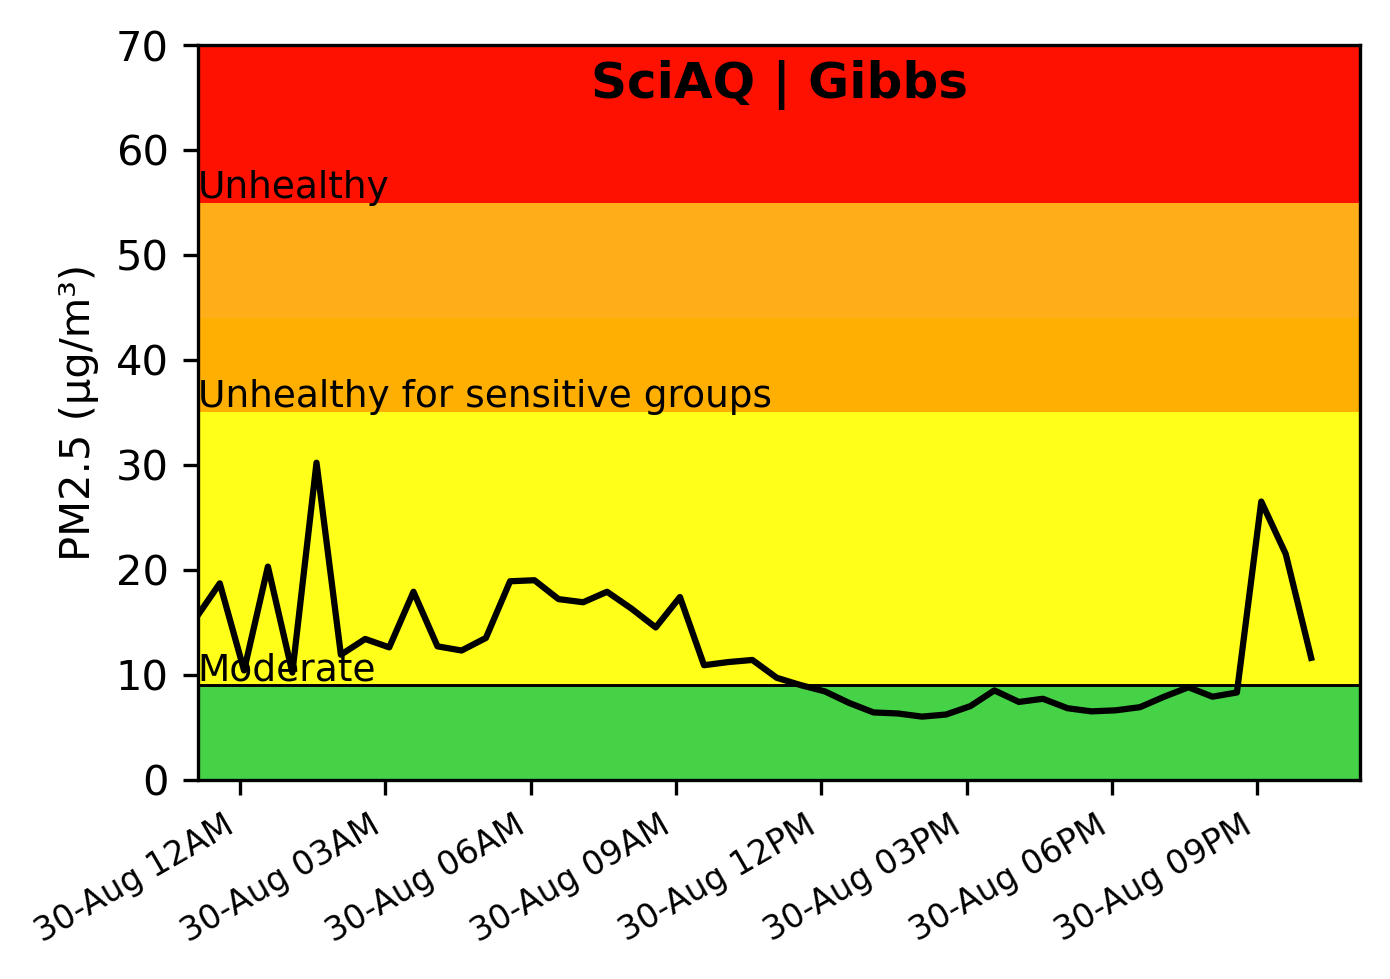 SciAQ | Gibbs
70
60
50
40
30
20
10
0
PM2.5 (µg/m³)
Unhealthy
Unhealthy for sensitive groups
Moderate
30-Aug 12AM
30-Aug 03AM
30-Aug 06AM
30-Aug 09AM
30-Aug 12PM
30-Aug 03PM
30-Aug 06PM
30-Aug 09PM